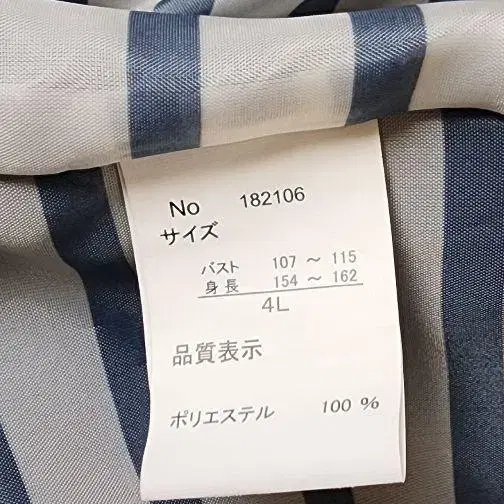 No 182106
サイズ
バスト 107 ～ 115
身長 154 ～ 162
4L
品質表示
ポリエステル 100 %